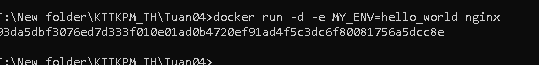 T:\New folder\KTTKPM_TH\Tuan04>docker run -d -e MY_ENV=hello_world nginx
93da5dbf3076ed7d333f010e01ad0b4720ef91ad4f5c3dc6f80081756a5dcc8e
T:\New folder\KTTKPM_TH\Tuan04>